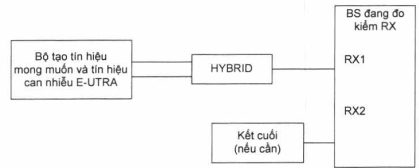 BS đang đo
kiểm RX
Bộ tạo tín hiệu
mong muốn và tín hiệu
can nhiễu E-UTRA
HYBRID
RX1
RX2
Kết cuối
(nếu cần)